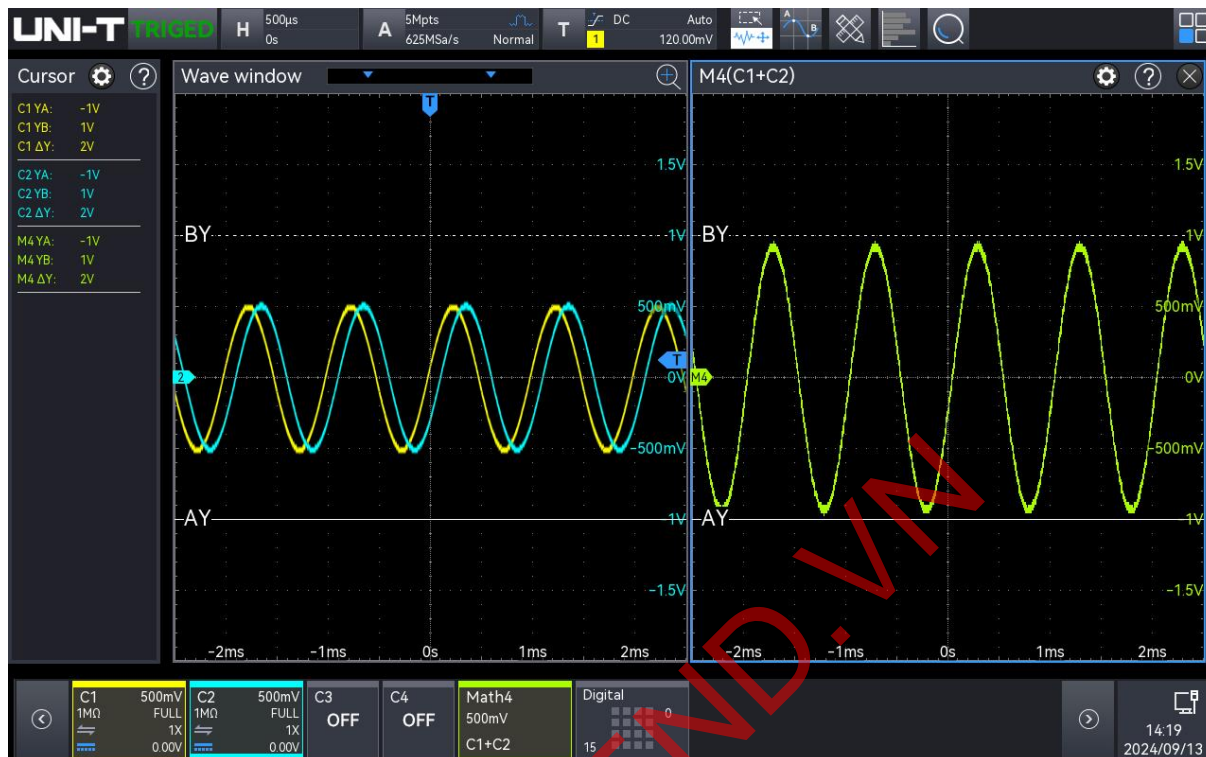 UNI-T TRIGED H 500μs 0s A 5Mpts 625MSa/s Normal T DC 1 Auto 120.00mV A B
Cursor ?
C1 YA: -1V
C1 YB: 1V
C1 ΔY: 2V
C2 YA: -1V
C2 YB: 1V
C2 ΔY: 2V
M4 YA: -1V
M4 YB: 1V
M4 ΔY: 2V
Wave window
T
1.5V
BY 1V
500mV
T
2 0V
-500mV
AY -1V
-1.5V
-2ms -1ms 0s 1ms 2ms
M4(C1+C2) ?
1.5V
BY 1V
500mV
M4 0V
-500mV
AY -1V
-1.5V
-2ms -1ms 0s 1ms 2ms
ND.VN
C1 500mV
1MΩ FULL
1X
0.00V
C2 500mV
1MΩ FULL
1X
0.00V
C3
OFF
C4
OFF
Math4
500mV
C1+C2
Digital
0
15
14:19
2024/09/13